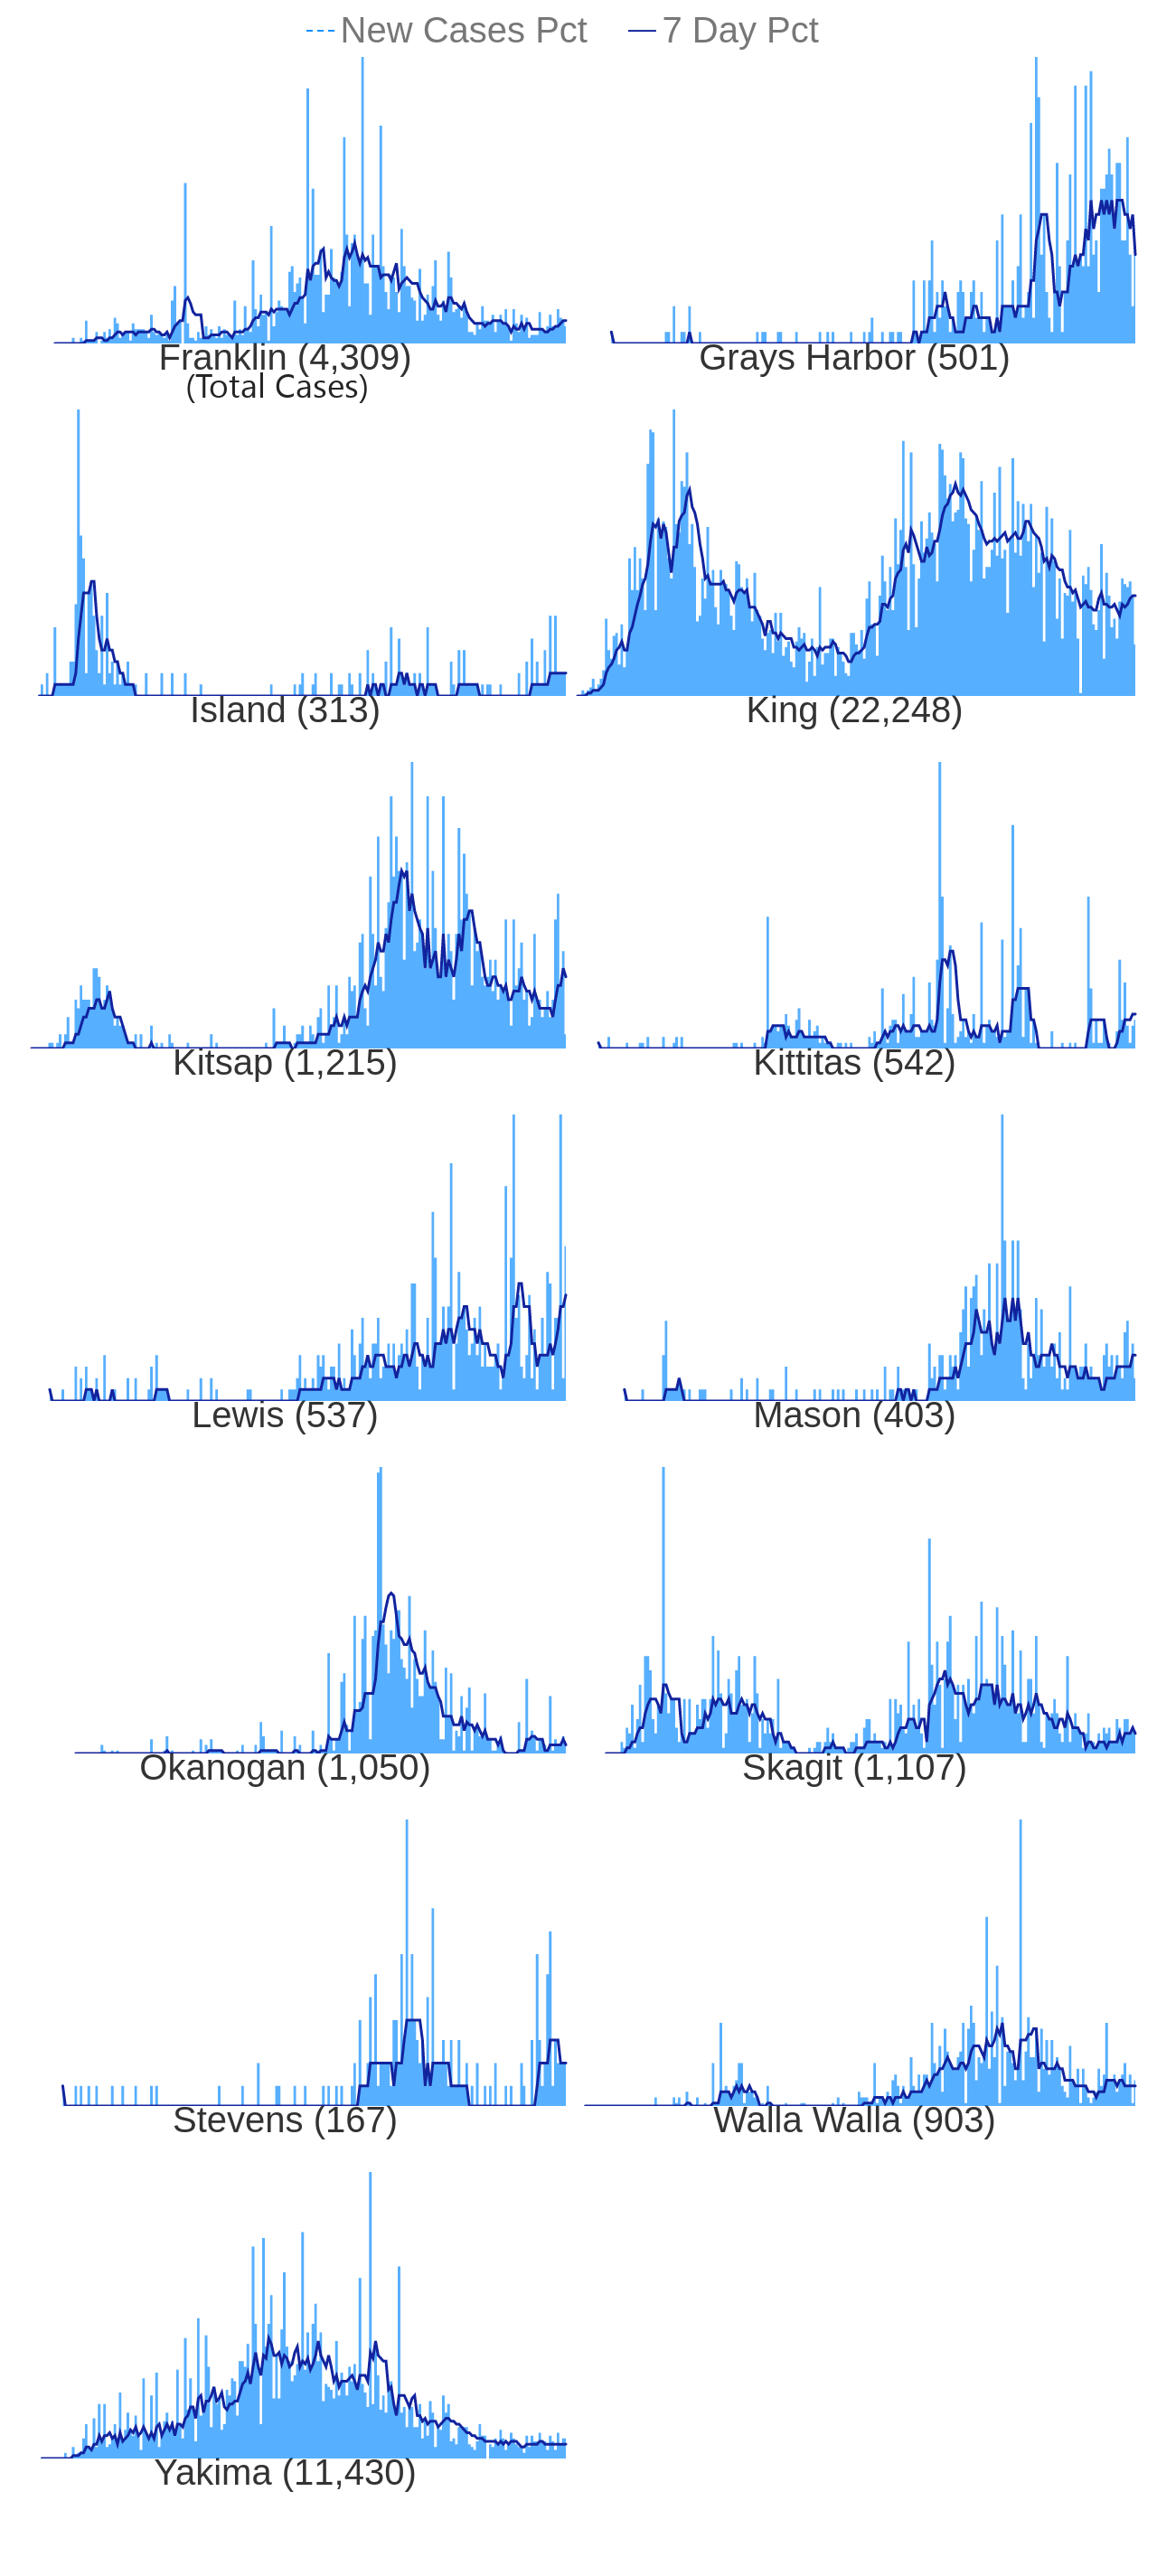 New Cases Pct 7 Day Pct
Franklin (4,309) Grays Harbor (501)
(Total Cases)
Island (313) King (22,248)
Kitsap (1,215) Kittitas (542)
Lewis (537) Mason (403)
Okanogan (1,050) Skagit (1,107)
Stevens (167) Walla Walla (903)
Yakima (11,430)